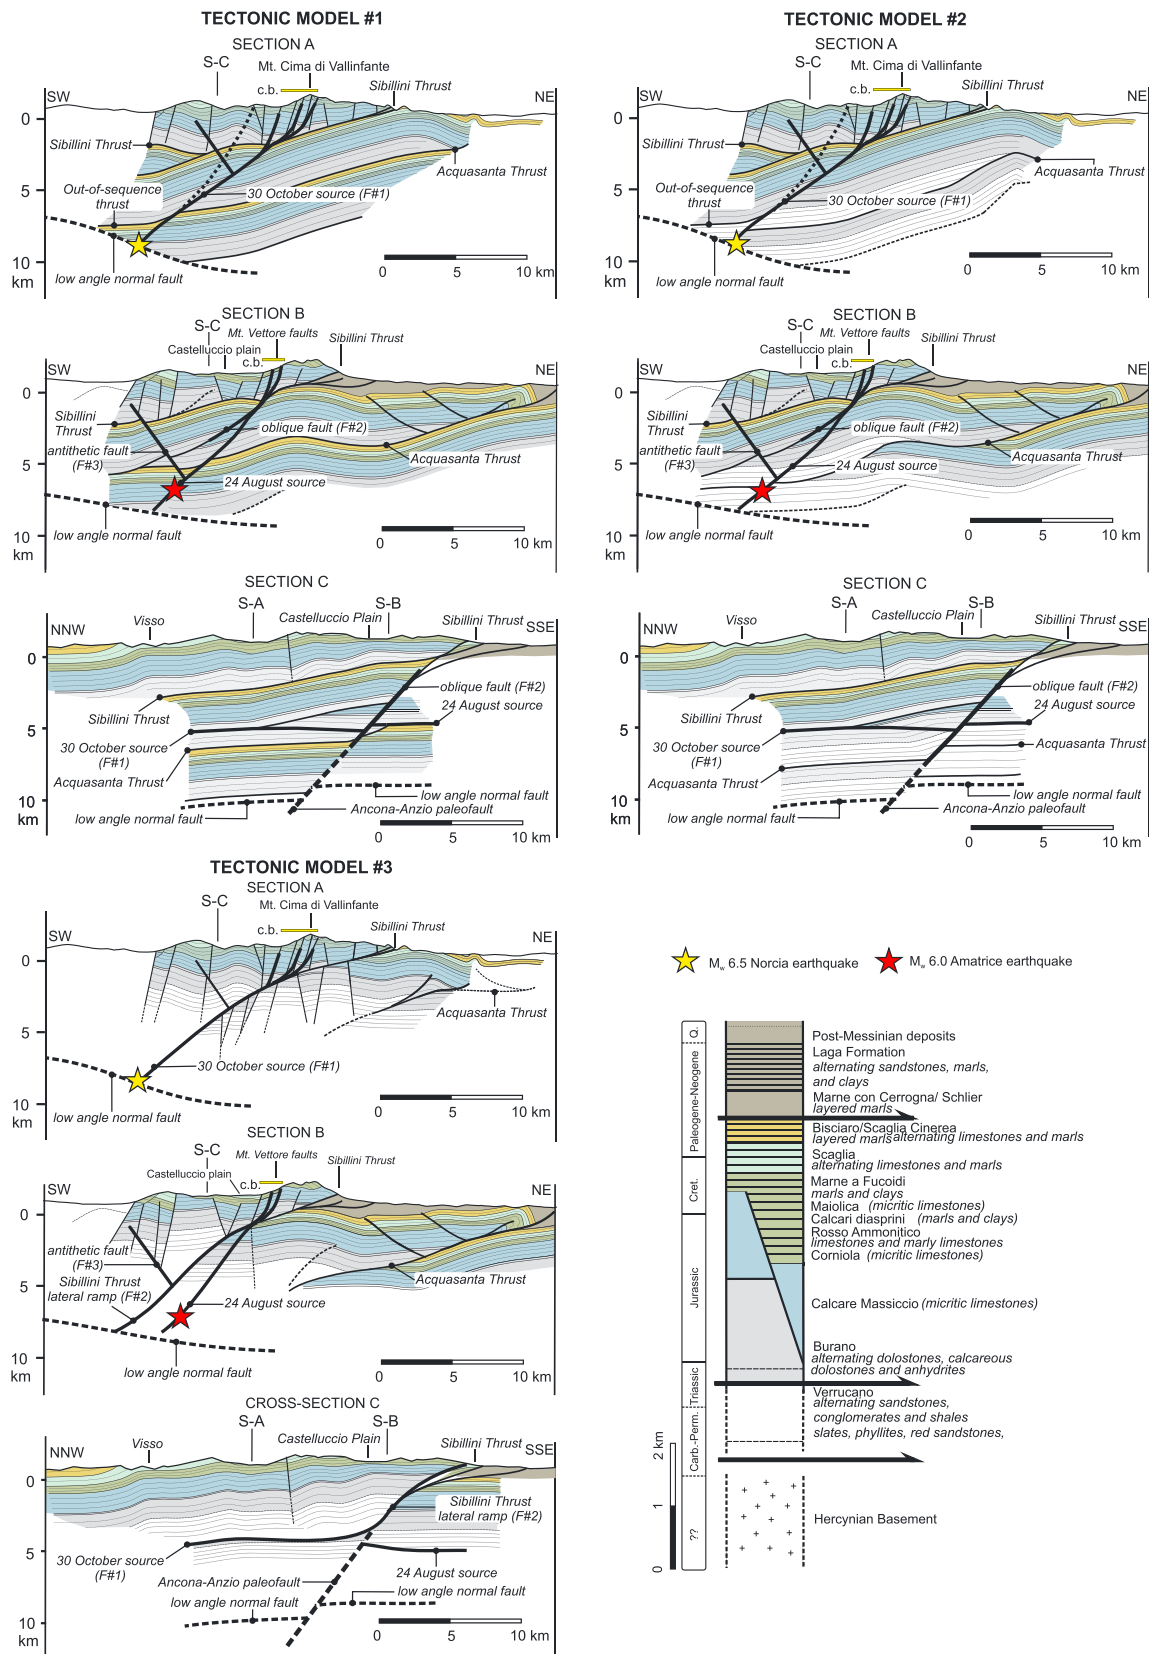 TECTONIC MODEL #1
SECTION A
S-C
Mt. Cima di Vallinfante
c.b.
Sibillini Thrust
SW
NE
0
Sibillini Thrust
Acquasanta Thrust
5
Out-of-sequence
thrust
30 October source (F#1)
10
km
low angle normal fault
0 5 10 km
SECTION B
S-C
Mt. Vettore faults
Sibillini Thrust
Castelluccio plain
c.b.
SW
NE
0
Sibillini
Thrust
oblique fault (F#2)
antithetic fault
(F#3)
Acquasanta Thrust
5
24 August source
10
km
low angle normal fault
0 5 10 km
SECTION C
S-A
S-B
NNW
Visso
Castelluccio Plain
Sibillini Thrust
SSE
0
oblique fault (F#2)
24 August source
Sibillini Thrust
5
30 October source
(F#1)
Acquasanta Thrust
10
km
low angle normal fault
low angle normal fault
Ancona-Anzio paleofault
0 5 10 km
TECTONIC MODEL #2
SECTION A
S-C
Mt. Cima di Vallinfante
c.b.
Sibillini Thrust
SW
NE
0
Sibillini Thrust
Acquasanta Thrust
5
Out-of-sequence
thrust
30 October source (F#1)
10
km
low angle normal fault
0 5 10 km
SECTION B
S-C
Mt. Vettore faults
Sibillini Thrust
Castelluccio plain
c.b.
SW
NE
0
Sibillini
Thrust
oblique fault (F#2)
antithetic fault
(F#3)
Acquasanta Thrust
5
24 August source
10
km
low angle normal fault
0 5 10 km
SECTION C
S-A
S-B
NNW
Visso
Castelluccio Plain
Sibillini Thrust
SSE
0
oblique fault (F#2)
24 August source
Sibillini Thrust
5
30 October source
(F#1)
Acquasanta Thrust
Acquasanta Thrust
10
km
low angle normal fault
low angle normal fault
Ancona-Anzio paleofault
0 5 10 km
TECTONIC MODEL #3
SECTION A
S-C
Mt. Cima di Vallinfante
c.b.
Sibillini Thrust
SW
NE
0
Acquasanta Thrust
5
30 October source (F#1)
10
km
low angle normal fault
0 5 10 km
SECTION B
S-C
Mt. Vettore faults
Sibillini Thrust
Castelluccio plain
c.b.
SW
NE
0
antithetic fault
(F#3)
Sibillini Thrust
lateral ramp (F#2)
Acquasanta Thrust
5
24 August source
10
km
low angle normal fault
0 5 10 km
CROSS-SECTION C
S-A
S-B
NNW
Visso
Castelluccio Plain
Sibillini Thrust
SSE
0
Sibillini Thrust
lateral ramp (F#2)
5
30 October source
(F#1)
24 August source
Ancona-Anzio paleofault
low angle normal fault
low angle normal fault
10
km
0 5 10 km
Mw 6.5 Norcia earthquake
Mw 6.0 Amatrice earthquake
Q.
Paleogene-Neogene
Cret.
Jurassic
Triassic
Carb.-Perm.
??
2 km
1
0
Post-Messinian deposits
Laga Formation
alternating sandstones, marls,
and clays
Marne con Cerrogna/ Schlier
layered marls
Bisciaro/Scaglia Cinerea
layered marls alternating limestones and marls
Scaglia
alternating limestones and marls
Marne a Fucoidi
marls and clays
Maiolica (micritic limestones)
Calcari diasprini (marls and clays)
Rosso Ammonitico
limestones and marly limestones
Corniola (micritic limestones)
Calcare Massiccio (micritic limestones)
Burano
alternating dolostones, calcareous
dolostones and anhydrites
Verrucano
alternating sandstones,
conglomerates and shales
slates, phyllites, red sandstones,
Hercynian Basement